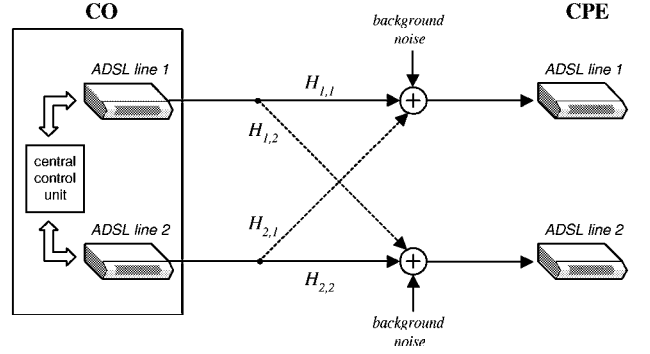 CO
CPE
background
noise
ADSL line 1
H1,1
ADSL line 1
H1,2
central
control
unit
ADSL line 2
H2,1
ADSL line 2
H2,2
background
noise